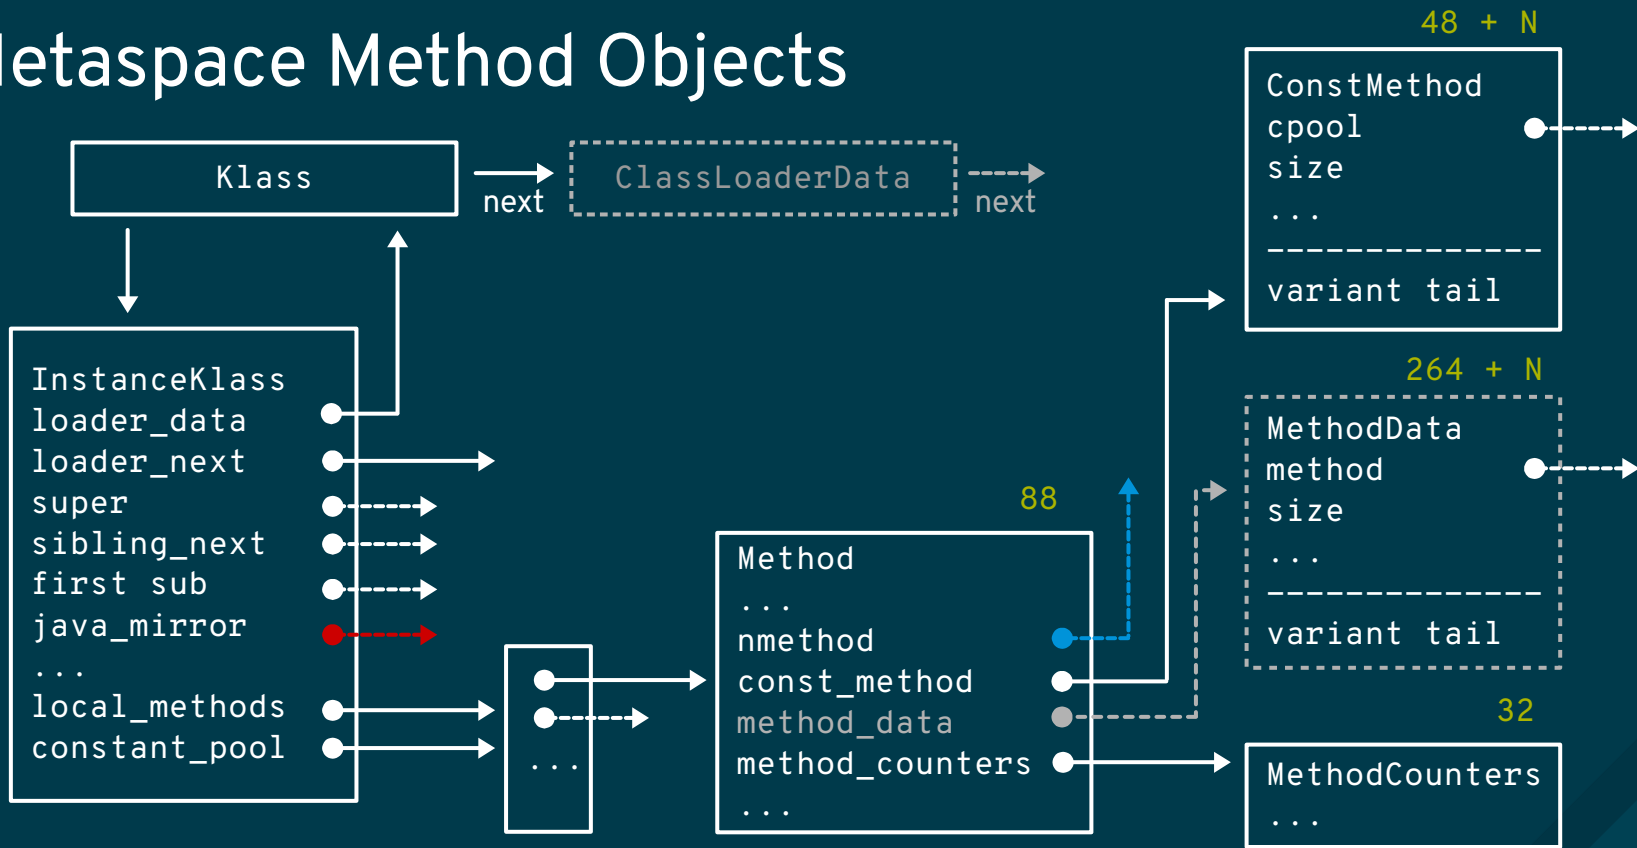 etaspace Method Objects
Klass
next
ClassLoaderData
next
InstanceKlass
loader_data
loader_next
super
sibling_next
first sub
java_mirror
...
local_methods
constant_pool
...
88
Method
...
nmethod
const_method
method_data
method_counters
...
48 + N
ConstMethod
cpool
size
...
--------------
variant tail
264 + N
MethodData
method
size
...
--------------
variant tail
32
MethodCounters
...